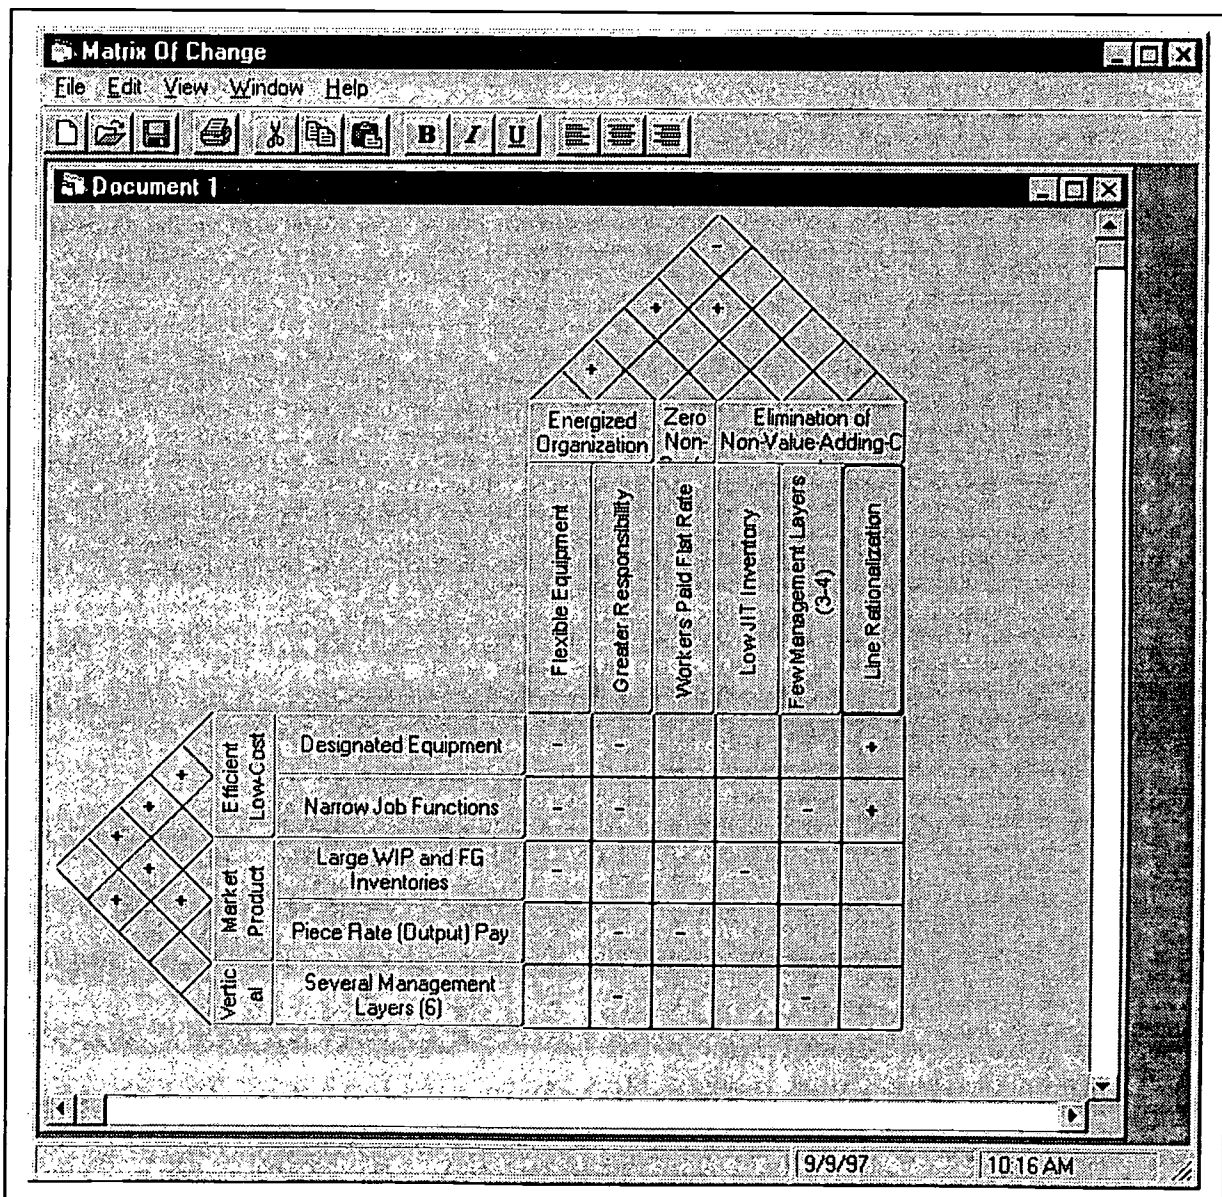 Matrix Of Change
File Edit View Window Help
B I U
Document 1
-
+ +
+
Energized
Organization
Zero
Non-
Elimination of
Non-Value-Adding-C
Flexible Equipment
Greater Responsibility
Workers Paid Flat Rate
Low JIT Inventory
Few Management Layers
(3-4)
Line Rationalization
Efficient
Low-Cost
Designated Equipment - - +
Narrow Job Functions - - - +
Market
Product
Large WIP and FG
Inventories - -
Piece Rate (Output) Pay - -
Vertic
al
Several Management
Layers (6) - -
+
+
+
+
+ +
9/9/97 10:16 AM